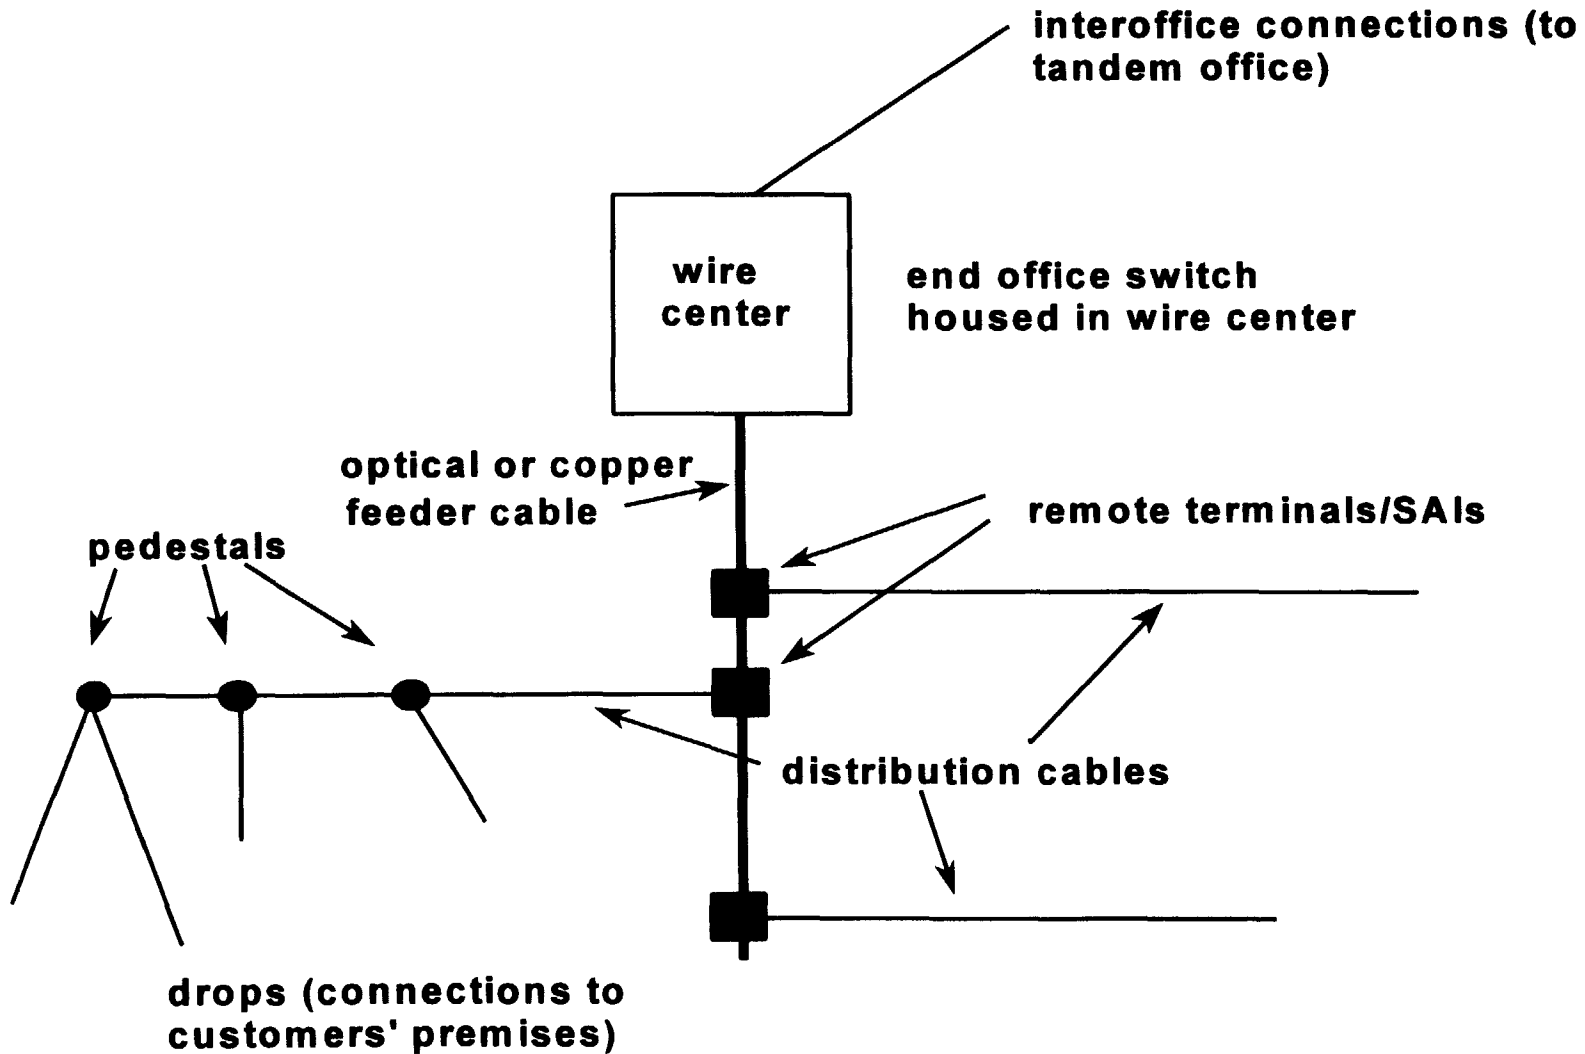 interoffice connections (to
tandem office)
wire
center
end office switch
housed in wire center
optical or copper
feeder cable
remote terminals/SAIs
pedestals
distribution cables
drops (connections to
customers' premises)